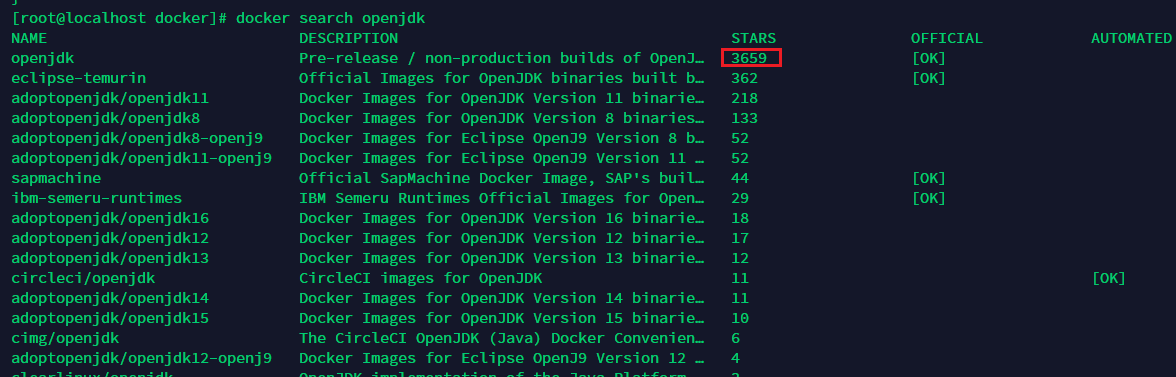 [root@localhost docker]# docker search openjdk
NAME DESCRIPTION STARS OFFICIAL AUTOMATED
openjdk Pre-release / non-production builds of OpenJ… 3659 [OK]
eclipse-temurin Official Images for OpenJDK binaries built b… 362 [OK]
adoptopenjdk/openjdk11 Docker Images for OpenJDK Version 11 binarie… 218
adoptopenjdk/openjdk8 Docker Images for OpenJDK Version 8 binaries… 133
adoptopenjdk/openjdk8-openj9 Docker Images for Eclipse OpenJ9 Version 8 b… 52
adoptopenjdk/openjdk11-openj9 Docker Images for Eclipse OpenJ9 Version 11 … 52
sapmachine Official SapMachine Docker Image, SAP's buil… 44 [OK]
ibm-semeru-runtimes IBM Semeru Runtimes Official Images for Open… 29 [OK]
adoptopenjdk/openjdk16 Docker Images for OpenJDK Version 16 binarie… 18
adoptopenjdk/openjdk12 Docker Images for OpenJDK Version 12 binarie… 17
adoptopenjdk/openjdk13 Docker Images for OpenJDK Version 13 binarie… 12
circleci/openjdk CircleCI images for OpenJDK 11 [OK]
adoptopenjdk/openjdk14 Docker Images for OpenJDK Version 14 binarie… 11
adoptopenjdk/openjdk15 Docker Images for OpenJDK Version 15 binarie… 10
cimg/openjdk The CircleCI OpenJDK (Java) Docker Convenien… 6
adoptopenjdk/openjdk12-openj9 Docker Images for Eclipse OpenJ9 Version 12 … 4
clearlinux/openjdk OpenJDK implementation of the Java Platform